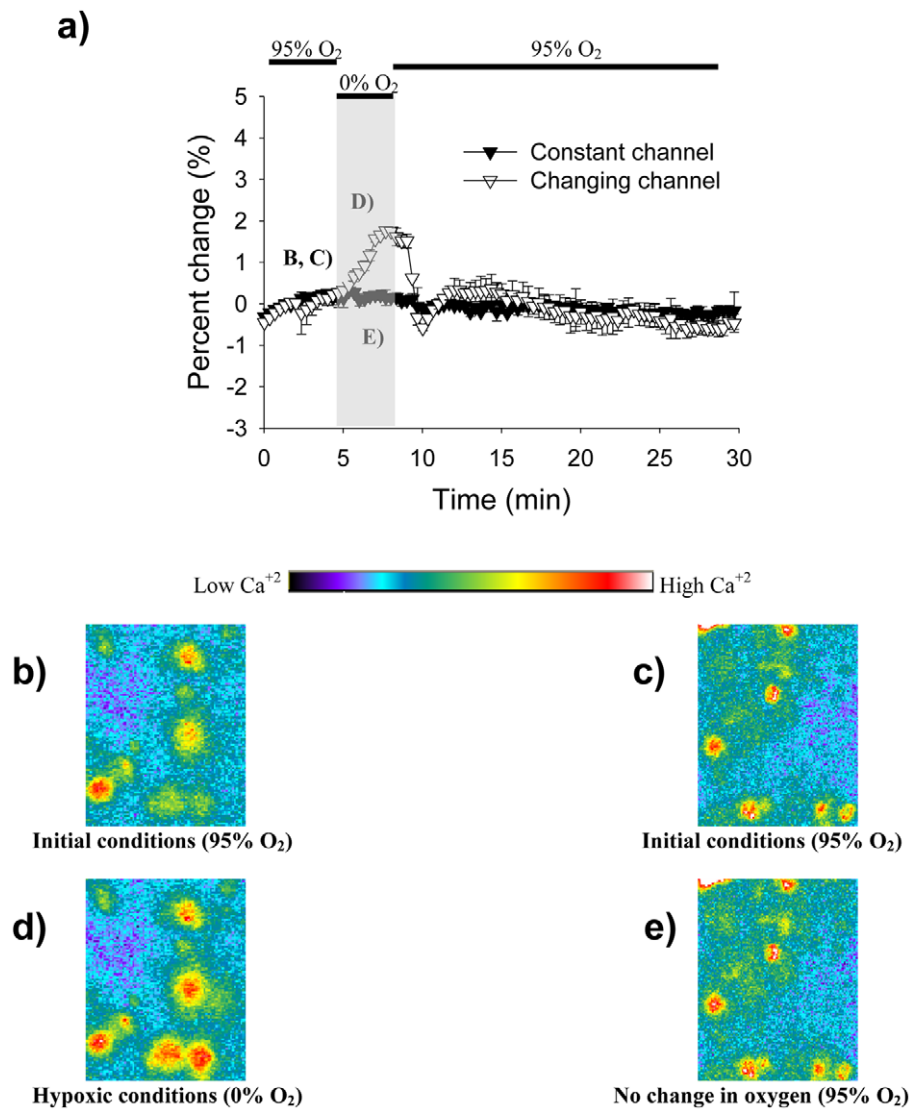 a)
95% O₂
95% O₂
0% O₂
5
4
3
2
1
0
-1
-2
-3
Percent change (%)
Constant channel
Changing channel
D)
B, C)
E)
0 5 10 15 20 25 30
Time (min)
Low Ca⁺² High Ca⁺²
b)
Initial conditions (95% O₂)
c)
Initial conditions (95% O₂)
d)
Hypoxic conditions (0% O₂)
e)
No change in oxygen (95% O₂)